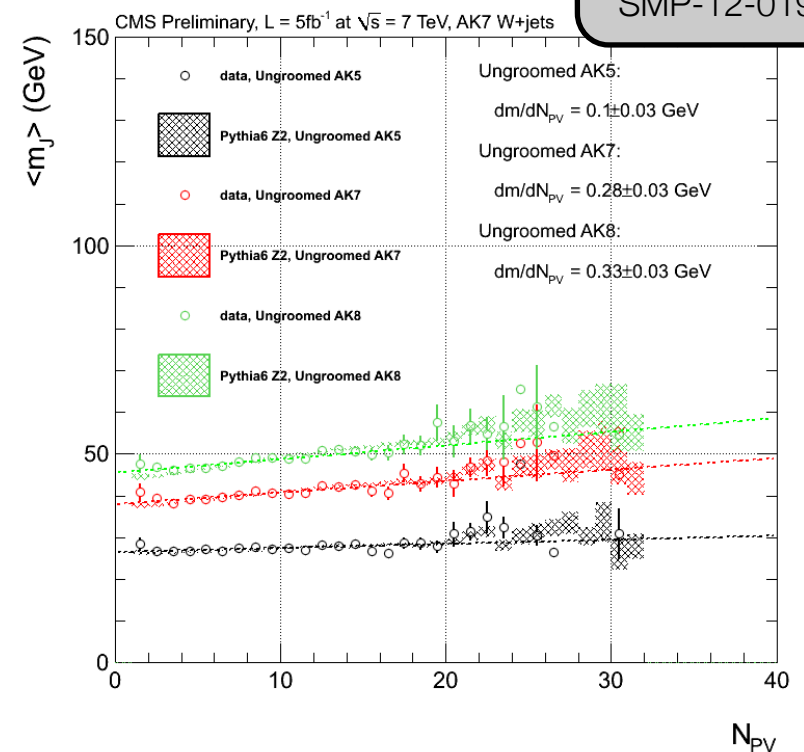 SMP-12-019
CMS Preliminary, L = 5fb⁻¹ at √s = 7 TeV, AK7 W+jets
<m_J> (GeV)
150
100
50
0
data, Ungroomed AK5
Pythia6 Z2, Ungroomed AK5
data, Ungroomed AK7
Pythia6 Z2, Ungroomed AK7
data, Ungroomed AK8
Pythia6 Z2, Ungroomed AK8
Ungroomed AK5:
dm/dN_PV = 0.1±0.03 GeV
Ungroomed AK7:
dm/dN_PV = 0.28±0.03 GeV
Ungroomed AK8:
dm/dN_PV = 0.33±0.03 GeV
0 10 20 30 40
N_PV